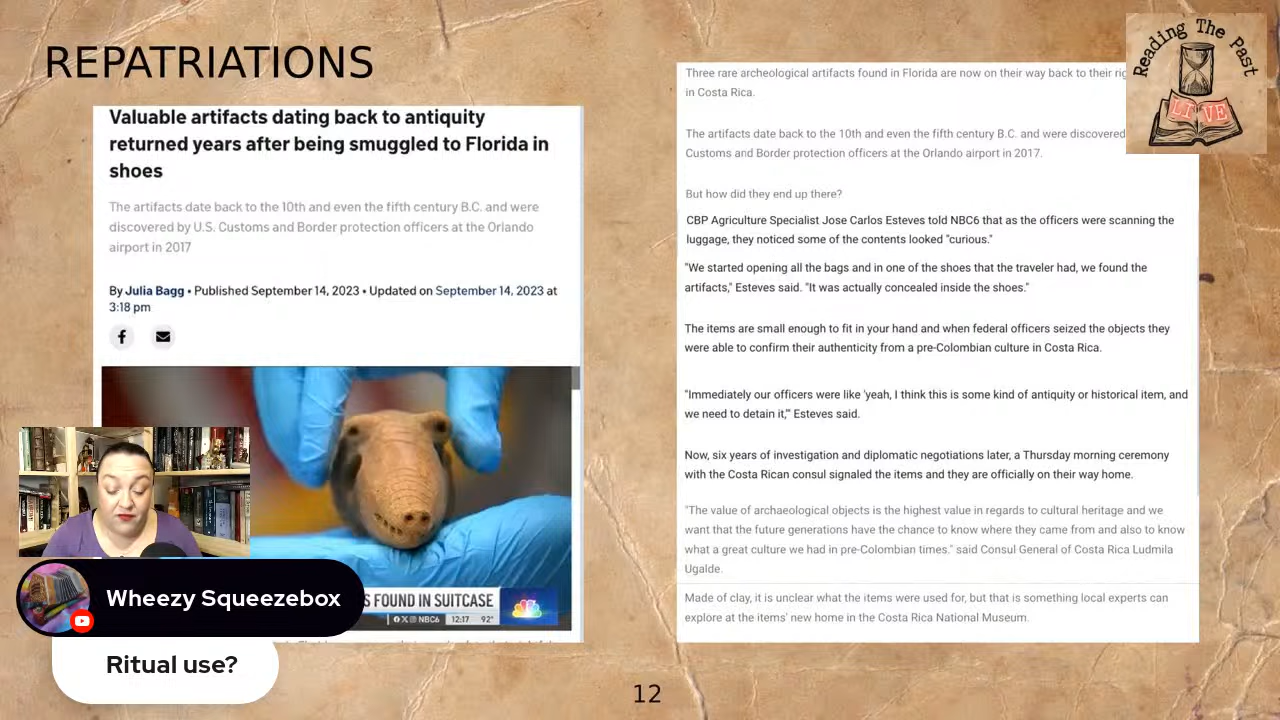 REPATRIATIONS
Valuable artifacts dating back to antiquity
returned years after being smuggled to Florida in
shoes
The artifacts date back to the 10th and even the fifth century B.C. and were
discovered by U.S. Customs and Border protection officers at the Orlando
airport in 2017
By Julia Bagg • Published September 14, 2023 • Updated on September 14, 2023 at
3:18 pm
S FOUND IN SUITCASE
NBC6 12:17 92°
Wheezy Squeezebox
Ritual use?
Three rare archeological artifacts found in Florida are now on their way back to their
in Costa Rica.
The artifacts date back to the 10th and even the fifth century B.C. and were discovered
Customs and Border protection officers at the Orlando airport in 2017.
But how did they end up there?
CBP Agriculture Specialist Jose Carlos Esteves told NBC6 that as the officers were scanning the
luggage, they noticed some of the contents looked "curious."
"We started opening all the bags and in one of the shoes that the traveler had, we found the
artifacts," Esteves said. "It was actually concealed inside the shoes."
The items are small enough to fit in your hand and when federal officers seized the objects they
were able to confirm their authenticity from a pre-Colombian culture in Costa Rica.
"Immediately our officers were like 'yeah, I think this is some kind of antiquity or historical item, and
we need to detain it,'" Esteves said.
Now, six years of investigation and diplomatic negotiations later, a Thursday morning ceremony
with the Costa Rican consul signaled the items and they are officially on their way home.
"The value of archaeological objects is the highest value in regards to cultural heritage and we
want that the future generations have the chance to know where they came from and also to know
what a great culture we had in pre-Colombian times." said Consul General of Costa Rica Ludmila
Ugalde.
Made of clay, it is unclear what the items were used for, but that is something local experts can
explore at the items' new home in the Costa Rica National Museum.
Reading The Past
LIVE
12